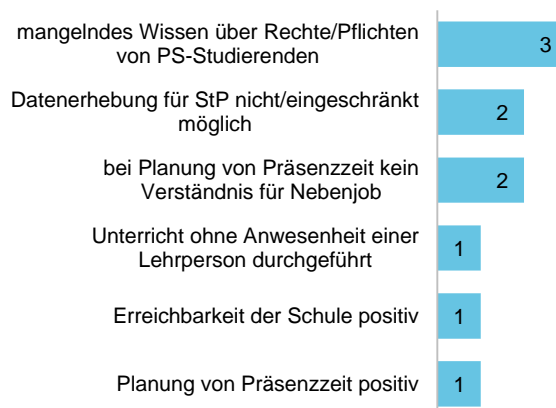 mangelndes Wissen über Rechte/Pflichten
von PS-Studierenden
3
Datenerhebung für StP nicht/eingeschränkt
möglich
2
bei Planung von Präsenzzeit kein
Verständnis für Nebenjob
2
Unterricht ohne Anwesenheit einer
Lehrperson durchgeführt
1
Erreichbarkeit der Schule positiv
1
Planung von Präsenzzeit positiv
1